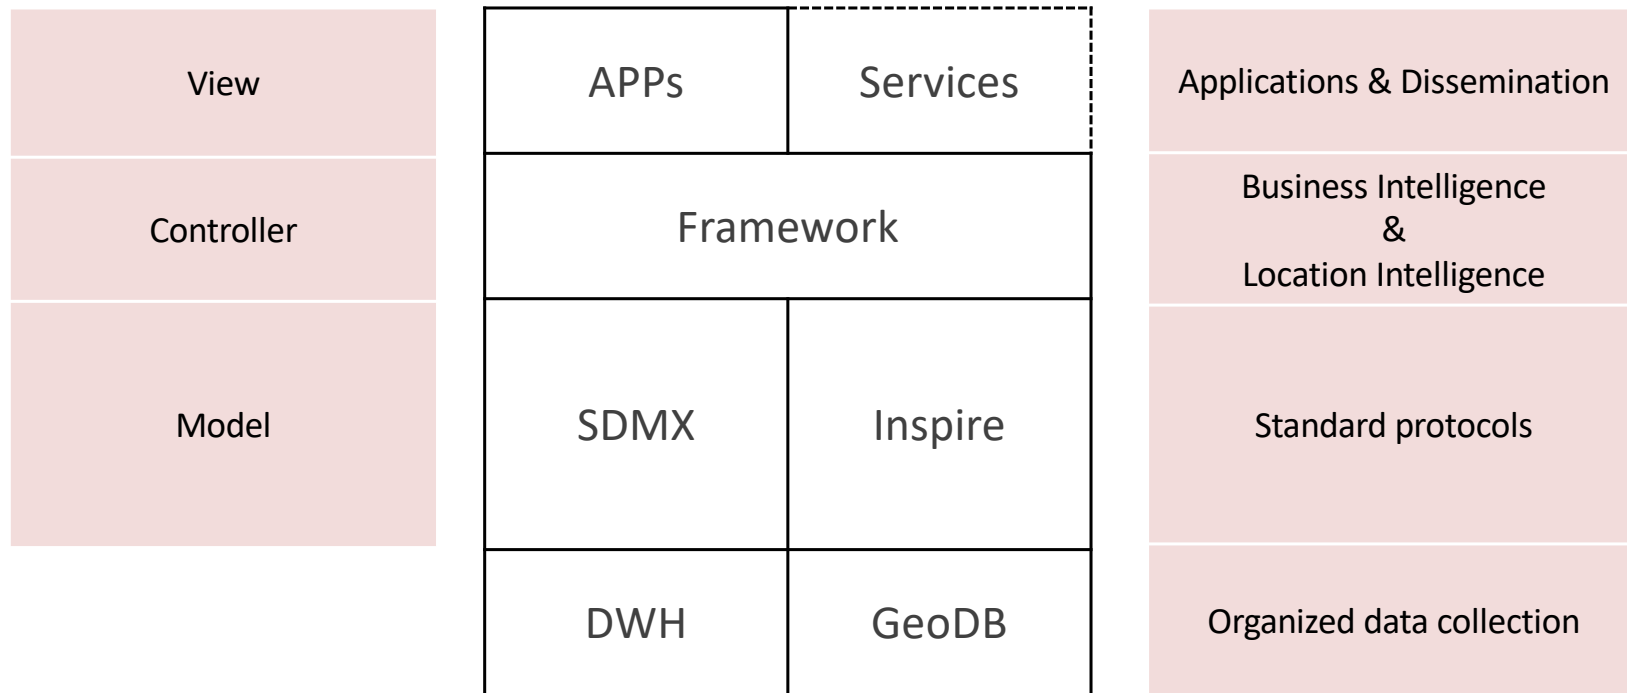 View
APPs
Services
Applications & Dissemination
Controller
Framework
Business Intelligence
&
Location Intelligence
Model
SDMX
Inspire
Standard protocols
DWH
GeoDB
Organized data collection